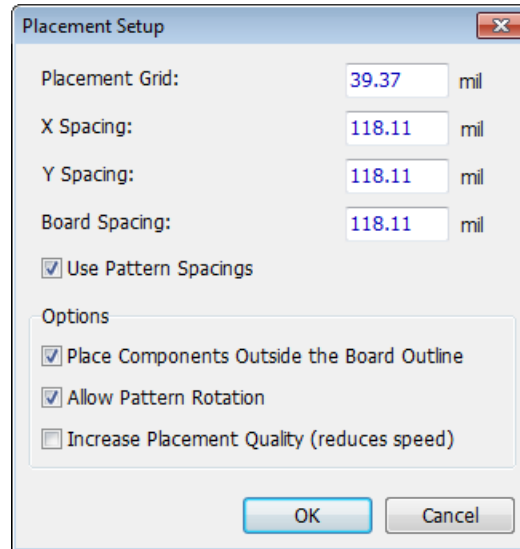 Placement Setup
Placement Grid: 39.37 mil
X Spacing: 118.11 mil
Y Spacing: 118.11 mil
Board Spacing: 118.11 mil
Use Pattern Spacings
Options
Place Components Outside the Board Outline
Allow Pattern Rotation
Increase Placement Quality (reduces speed)
OK Cancel